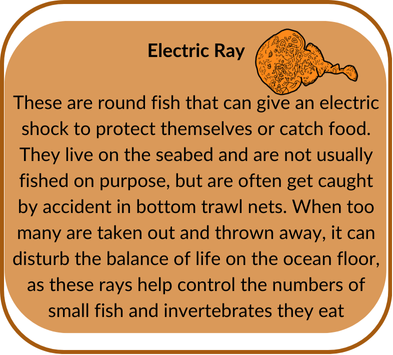 Electric Ray
These are round fish that can give an electric
shock to protect themselves or catch food.
They live on the seabed and are not usually
fished on purpose, but are often get caught
by accident in bottom trawl nets. When too
many are taken out and thrown away, it can
disturb the balance of life on the ocean floor,
as these rays help control the numbers of
small fish and invertebrates they eat